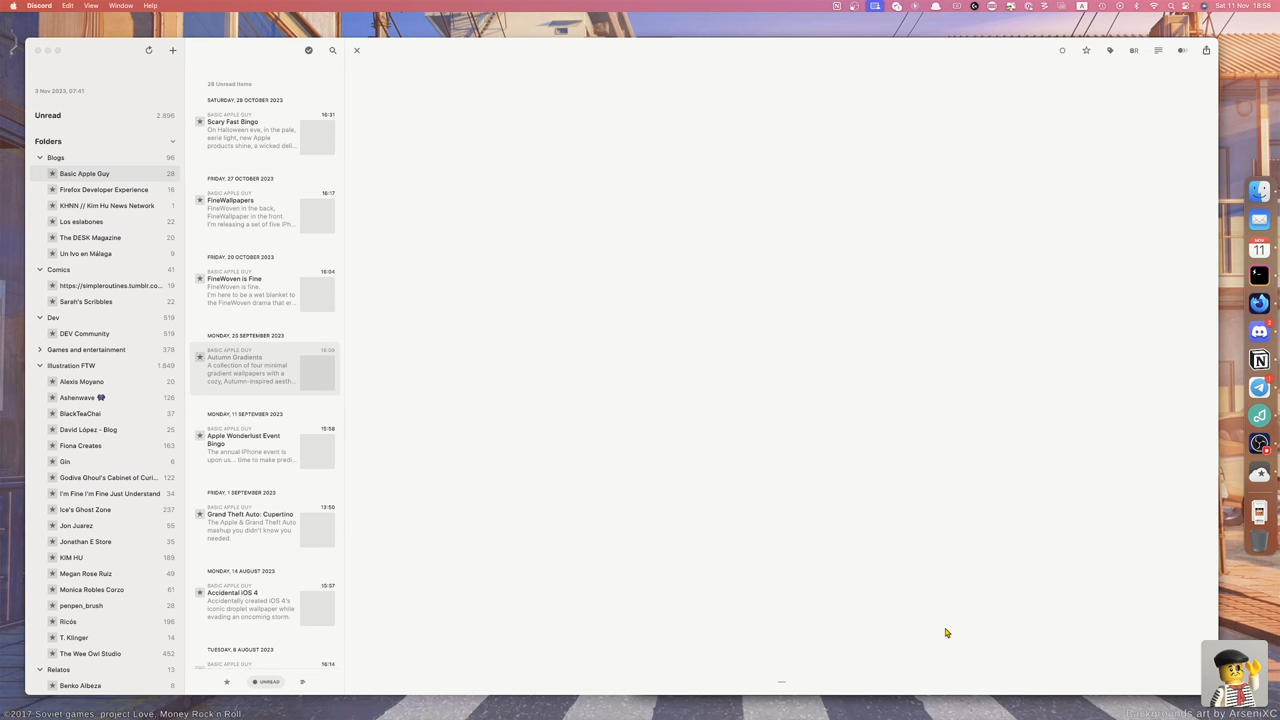 Discord Edit View Window Help
A
Sat 11 Nov 18:58
3 Nov 2023, 07:41
Unread 2.896
Folders
Blogs 96
Basic Apple Guy 28
Firefox Developer Experience 16
KHNN // Kim Hu News Network 1
Los eslabones 22
The DESK Magazine 20
Un Ivo en Málaga 9
Comics 41
https://simpleroutines.tumblr.co... 19
Sarah's Scribbles 22
Dev 519
DEV Community 519
Games and entertainment 378
Illustration FTW 1.849
Alexis Moyano 20
Ashenwave 126
BlackTeaChai 37
David López - Blog 25
Fiona Creates 163
Gin 6
Godiva Ghoul's Cabinet of Curi... 122
I'm Fine I'm Fine Just Understand 34
Ice's Ghost Zone 237
Jon Juarez 55
Jonathan E Store 35
KIM HU 189
Megan Rose Ruiz 49
Monica Robles Corzo 61
penpen_brush 28
Ricós 196
T. Klinger 14
The Wee Owl Studio 452
Relatos 13
Benko Albeza 8
28 Unread Items
SATURDAY, 28 OCTOBER 2023
BASIC APPLE GUY 16:31
Scary Fast Bingo
On Halloween eve, in the pale,
eerie light, new Apple
products shine, a wicked deli...
FRIDAY, 27 OCTOBER 2023
BASIC APPLE GUY 16:17
FineWallpapers
FineWoven in the back,
FineWallpaper in the front.
I'm releasing a set of five iPh...
FRIDAY, 20 OCTOBER 2023
BASIC APPLE GUY 16:04
FineWoven is Fine
FineWoven is fine.
I'm here to be a wet blanket to
the FineWoven drama that er...
MONDAY, 25 SEPTEMBER 2023
BASIC APPLE GUY 16:09
Autumn Gradients
A collection of four minimal
gradient wallpapers with a
cozy, Autumn-inspired aesth...
MONDAY, 11 SEPTEMBER 2023
BASIC APPLE GUY 15:58
Apple Wonderlust Event
Bingo
The annual iPhone event is
upon us... time to make predi...
FRIDAY, 1 SEPTEMBER 2023
BASIC APPLE GUY 13:50
Grand Theft Auto: Cupertino
The Apple & Grand Theft Auto
mashup you didn't know you
needed.
MONDAY, 14 AUGUST 2023
BASIC APPLE GUY 15:57
Accidental iOS 4
Accidentally created iOS 4's
iconic droplet wallpaper while
evading an oncoming storm.
TUESDAY, 8 AUGUST 2023
BASIC APPLE GUY 16:14
UNREAD
BR
NOV
11
2
1
©2017 Soviet games, project Love, Money Rock'n Roll
Backgrounds art by ArseniXC